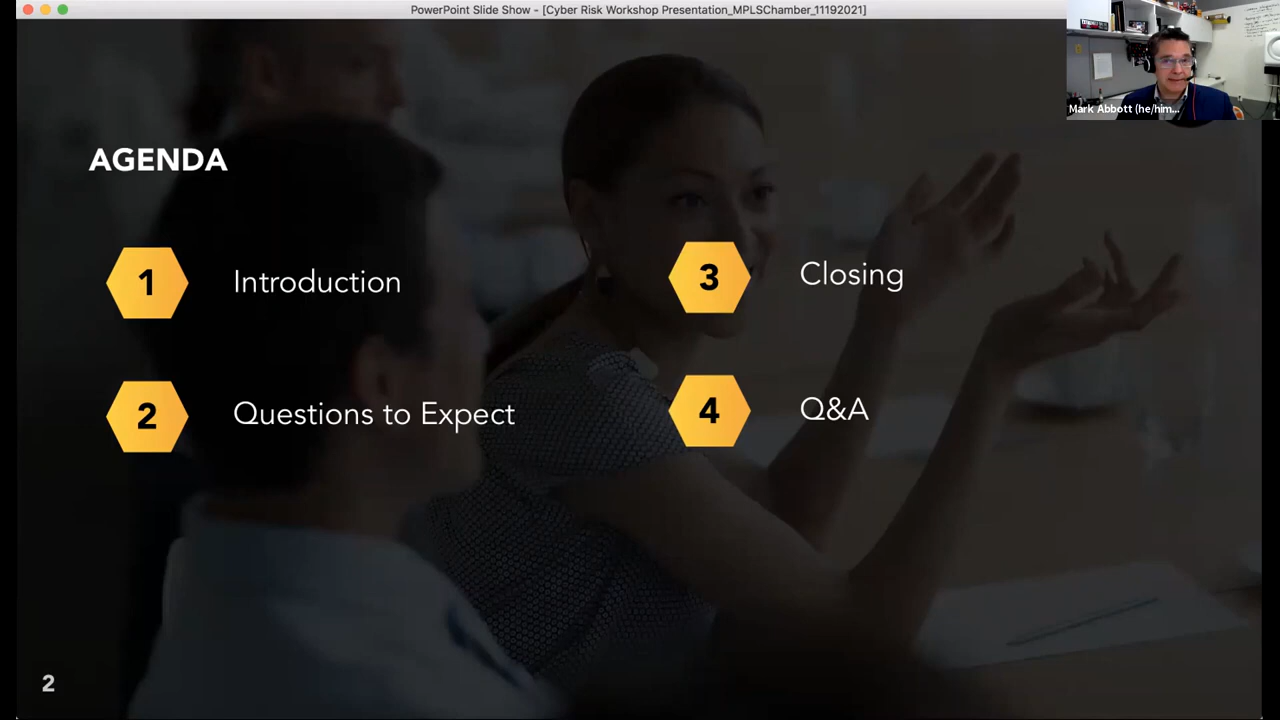 PowerPoint Slide Show - [Cyber Risk Workshop Presentation_MPLSChamber_11192021]
Mark Abbott (he/him...
AGENDA
1 Introduction
2 Questions to Expect
3 Closing
4 Q&A
2